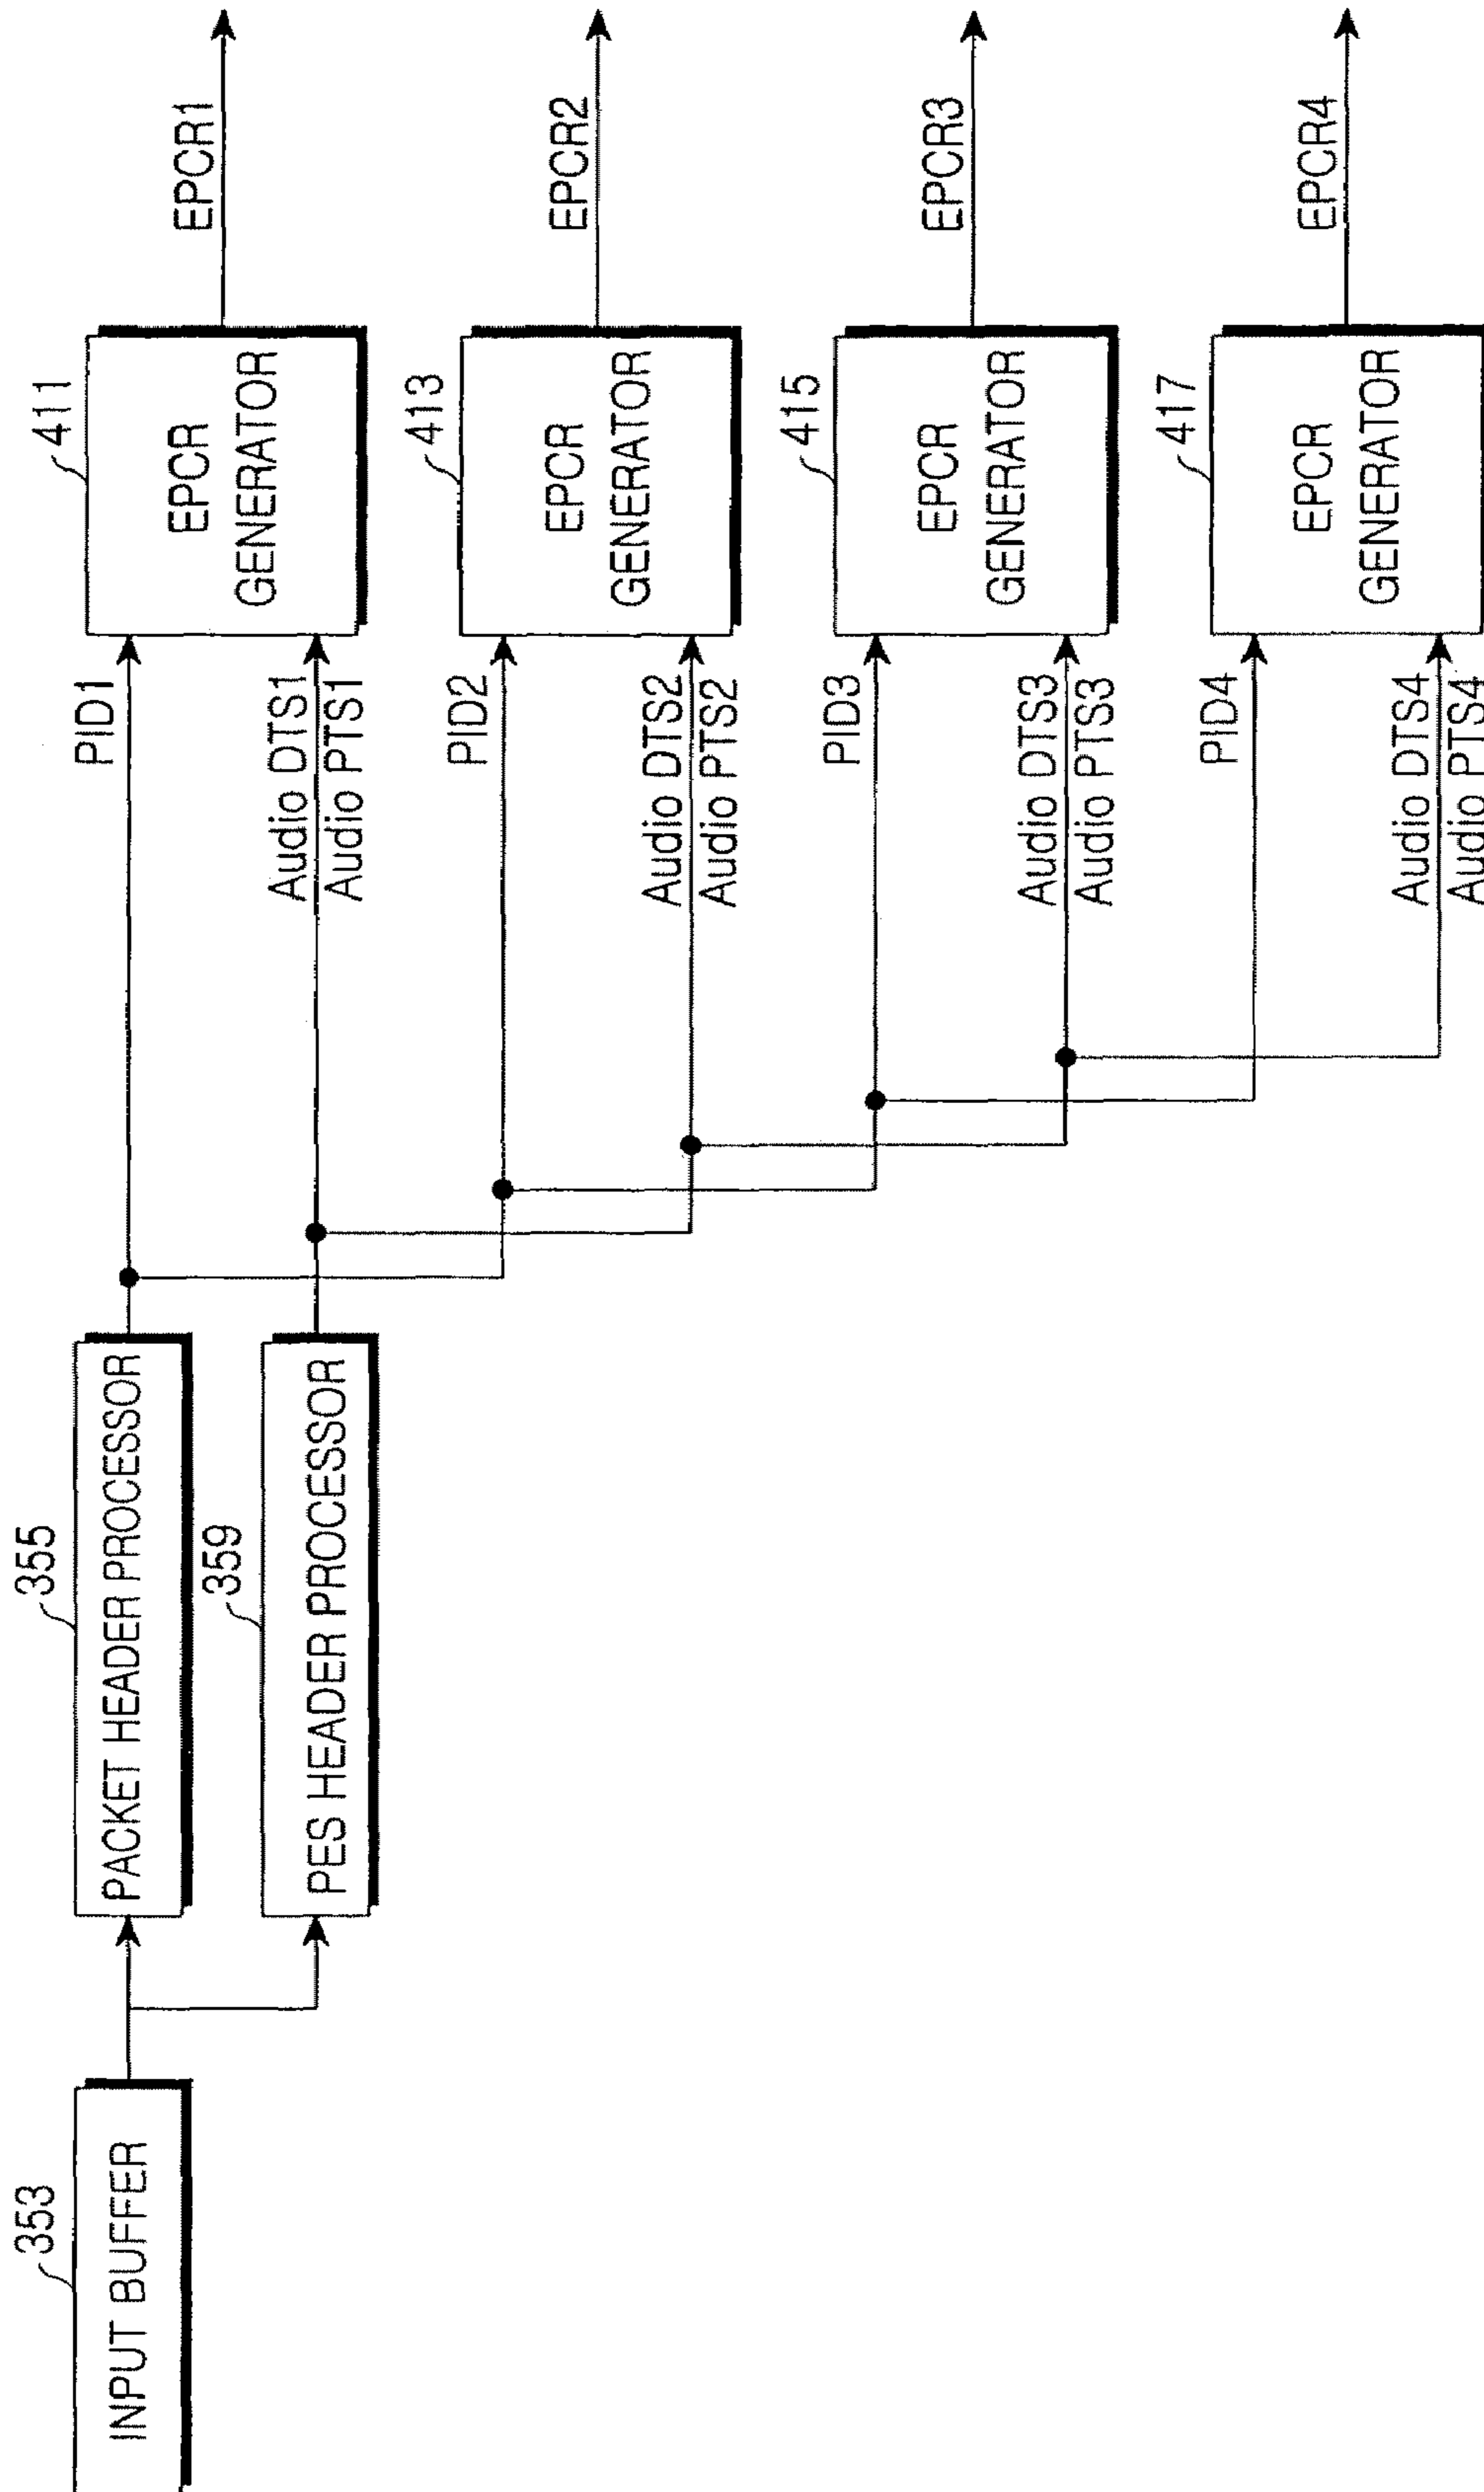 353
INPUT BUFFER
355
PACKET HEADER PROCESSOR
359
PES HEADER PROCESSOR
PID1
Audio DTS1
Audio PTS1
411
EPCR
GENERATOR
EPCR1
PID2
Audio DTS2
Audio PTS2
413
EPCR
GENERATOR
EPCR2
PID3
Audio DTS3
Audio PTS3
415
EPCR
GENERATOR
EPCR3
PID4
Audio DTS4
Audio PTS4
417
EPCR
GENERATOR
EPCR4